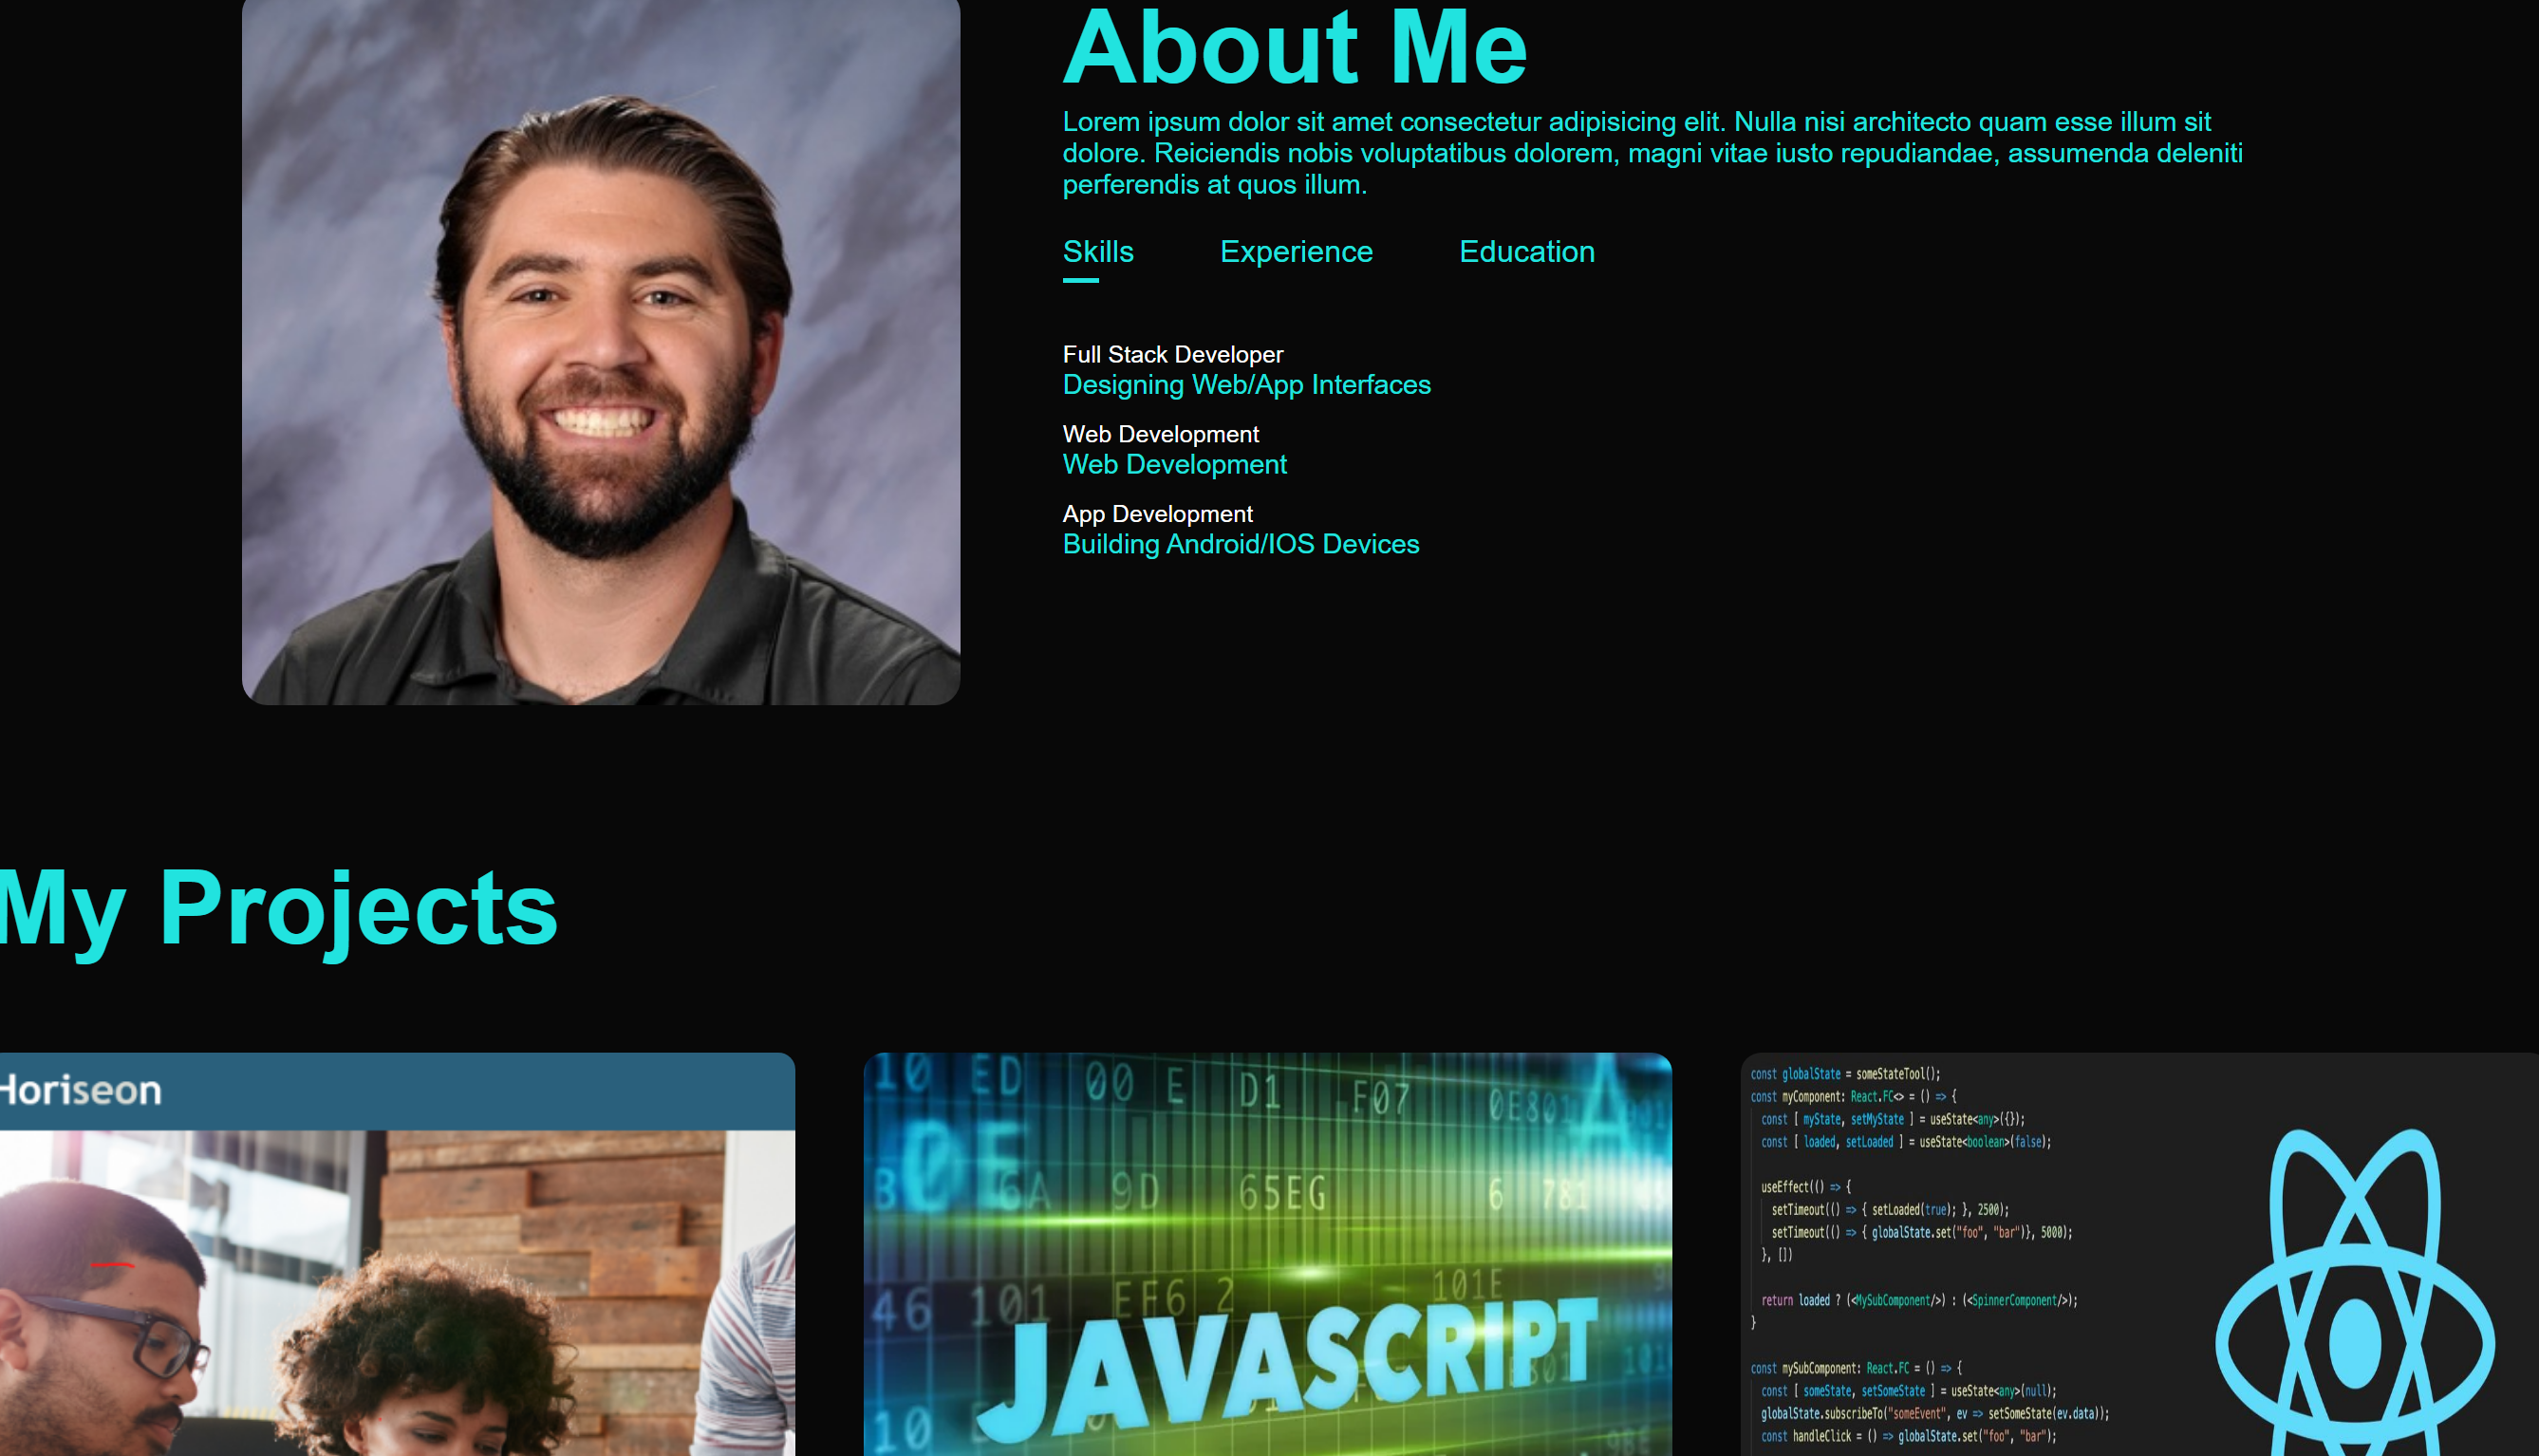 About Me
Lorem ipsum dolor sit amet consectetur adipisicing elit. Nulla nisi architecto quam esse illum sit
dolore. Reiciendis nobis voluptatibus dolorem, magni vitae iusto repudiandae, assumenda deleniti
perferendis at quos illum.
Skills Experience Education
Full Stack Developer
Designing Web/App Interfaces
Web Development
Web Development
App Development
Building Android/IOS Devices
My Projects
Horiseon
10 ED 00 E D1 F07
6A 9D 65EG 6 781
46 101 EF6 2 101E
JAVASCRIPT
10
const globalState = someStateTool();
const myComponent: React.FC<> = () => {
const [ myState, setMyState ] = useState<any>({});
const [ loaded, setLoaded ] = useState<boolean>(false);
useEffect(() => {
setTimeout(() => { setLoaded(true); }, 2500);
setTimeout(() => { globalState.set("foo", "bar")}, 5000);
}, [])
return loaded ? (<MySubComponent/>) : (<SpinnerComponent/>);
}
const mySubComponent: React.FC = () => {
const [ someState, setSomeState ] = useState<any>(null);
globalState.subscribeTo("someEvent", ev => setSomeState(ev.data));
const handleClick = () => globalState.set("foo", "bar");